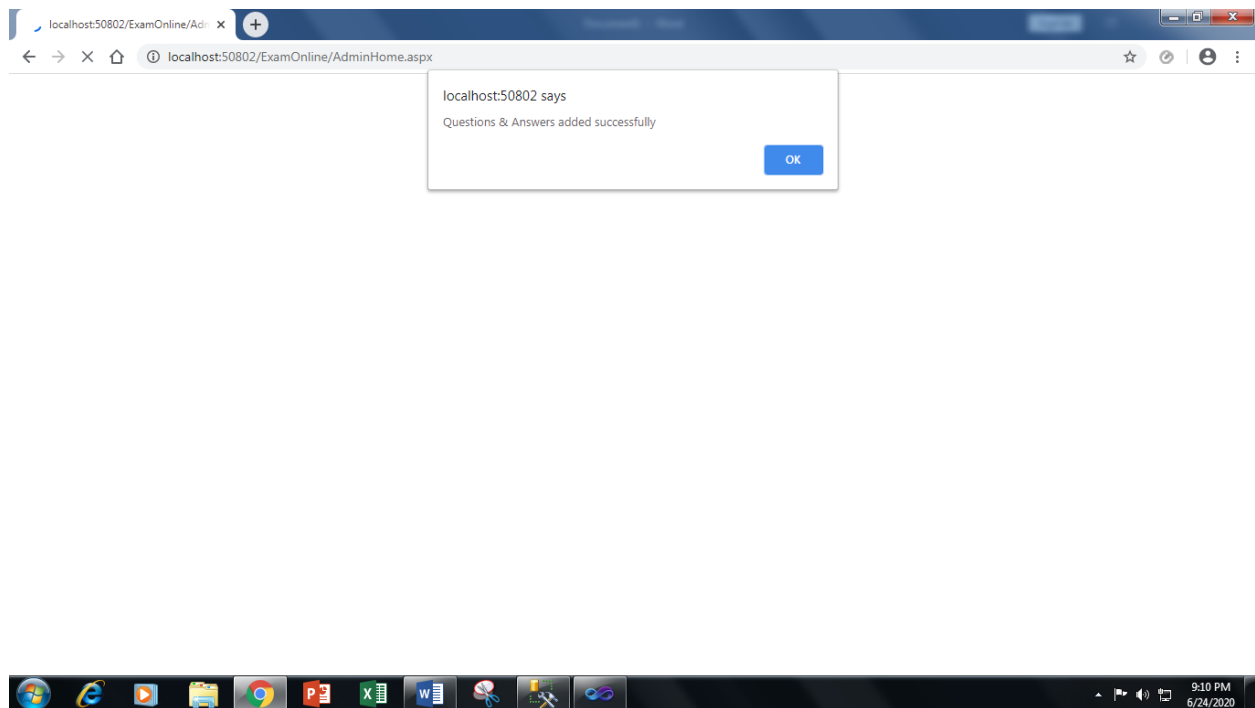 localhost:50802/ExamOnline/Adn
localhost:50802/ExamOnline/AdminHome.aspx
localhost:50802 says
Questions & Answers added successfully
OK
9:10 PM
6/24/2020